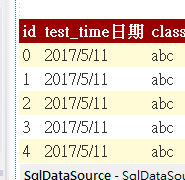 id test_time日期 class
0 2017/5/11 abc
1 2017/5/11 abc
2 2017/5/11 abc
3 2017/5/11 abc
4 2017/5/11 abc
SqlDataSource - SqlDataSou